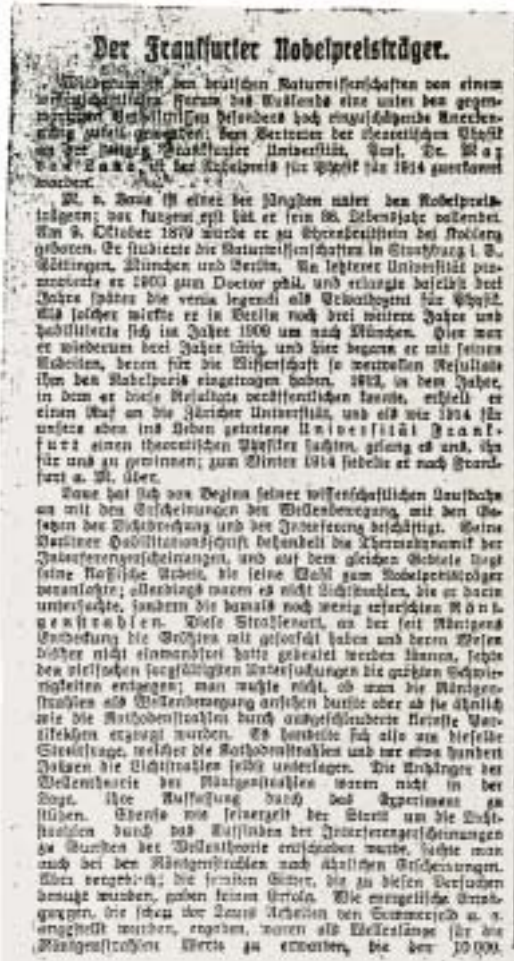 Der Frankfurter Nobelpreisträger.
Wiederum ist den deutschen Naturwissenschaften von einem
wissenschaftlichen Forum des Auslands eine unter den gegen-
wärtigen Verhältnissen besonders hoch einzuschätzende Anerken-
nung zuteil geworden; dem Vertreter der theoretischen Physik
an der jungen Frankfurter Universität, Prof. Dr. Max
von Laue, ist der Nobelpreis für Physik für 1914 zuerkannt
worden.
M. v. Laue ist einer der jüngsten unter den Nobelpreis-
trägern; vor kurzem erst hat er sein 36. Lebensjahr vollendet.
Am 9. Oktober 1879 wurde er zu Ehrenbreitstein bei Koblenz
geboren. Er studierte die Naturwissenschaften in Straßburg i. E.,
Göttingen, München und Berlin. An letzterer Universität pro-
movierte er 1903 zum Doctor phil. und erlangte daselbst drei
Jahre später die venia legendi als Privatdozent für Physik.
Als solcher wirkte er in Berlin noch drei weitere Jahre und
habilitierte sich im Jahre 1909 um nach München. Hier war
er wiederum drei Jahre tätig, und hier begann er mit seinen
Arbeiten, deren für die Wissenschaft so wertvollen Resultate
ihm den Nobelpreis eingetragen haben. 1912, in dem Jahre,
in dem er diese Resultate veröffentlichen konnte, erhielt er
einen Ruf an die Züricher Universität, und als wir 1914 für
unsere eben ins Leben getretene Universität Frank-
furt einen theoretischen Physiker suchten, gelang es uns, ihn
für uns zu gewinnen; zum Winter 1914 siedelte er nach Frank-
furt a. M. über.
Laue hat sich von Beginn seiner wissenschaftlichen Laufbahn
an mit den Erscheinungen der Wellenbewegung, mit den Ge-
setzen der Lichtbrechung und der Interferenz beschäftigt. Seine
Berliner Habilitationsschrift behandelt die Thermodynamik der
Interferenzerscheinungen, und auf dem gleichen Gebiete liegt
seine klassische Arbeit, die seine Wahl zum Nobelpreisträger
veranlaßte; allerdings waren es nicht Lichtstrahlen, die er darin
untersuchte, sondern die damals noch wenig erforschten Rönt-
genstrahlen. Diese Strahlenart, an der seit Röntgens
Entdeckung die Größten mit geforscht haben und deren Wesen
bisher nicht einwandfrei hatte gedeutet werden können, setzte
den vielfachen sorgfältigsten Untersuchungen die größten Schwie-
rigkeiten entgegen; man wußte nicht, ob man die Röntgen-
strahlen als Wellenbewegung ansehen durfte oder ob sie ähnlich
wie die Kathodenstrahlen durch ausgeschleuderte kleinste Par-
tikelchen erzeugt wurden. Es handelte sich also um dieselbe
Streitfrage, welcher die Kathodenstrahlen und vor etwa hundert
Jahren die Lichtstrahlen selbst unterlagen. Die Anhänger der
Wellentheorie der Röntgenstrahlen waren nicht in der
Lage, ihre Auffassung durch das Experiment zu
stützen. Ebenso wie seinerzeit der Streit um die Licht-
strahlen durch das Auffinden der Interferenzerscheinungen
zu Gunsten der Wellentheorie entschieden wurde, suchte man
auch bei den Röntgenstrahlen nach ähnlichen Erscheinungen.
Aber vergeblich; die feinsten Gitter, die zu diesen Versuchen
benutzt wurden, gaben keinen Erfolg. Wie energetische
die schon vor Laues Arbeiten von Sommerfeld u. a.
angestellt wurden, ergaben, waren als Wellenlänge für die
Röntgenstrahlen Werte zu erwarten, die der 10 000.